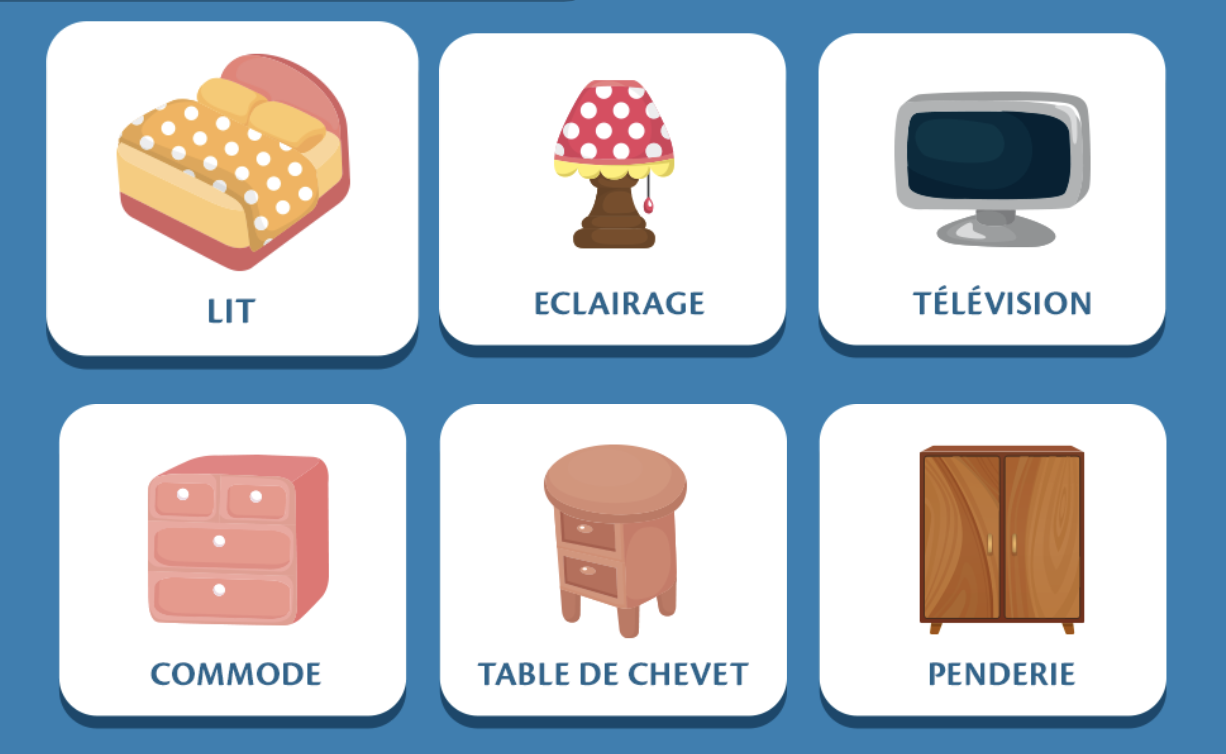 LIT
ECLAIRAGE
TÉLÉVISION
COMMODE
TABLE DE CHEVET
PENDERIE